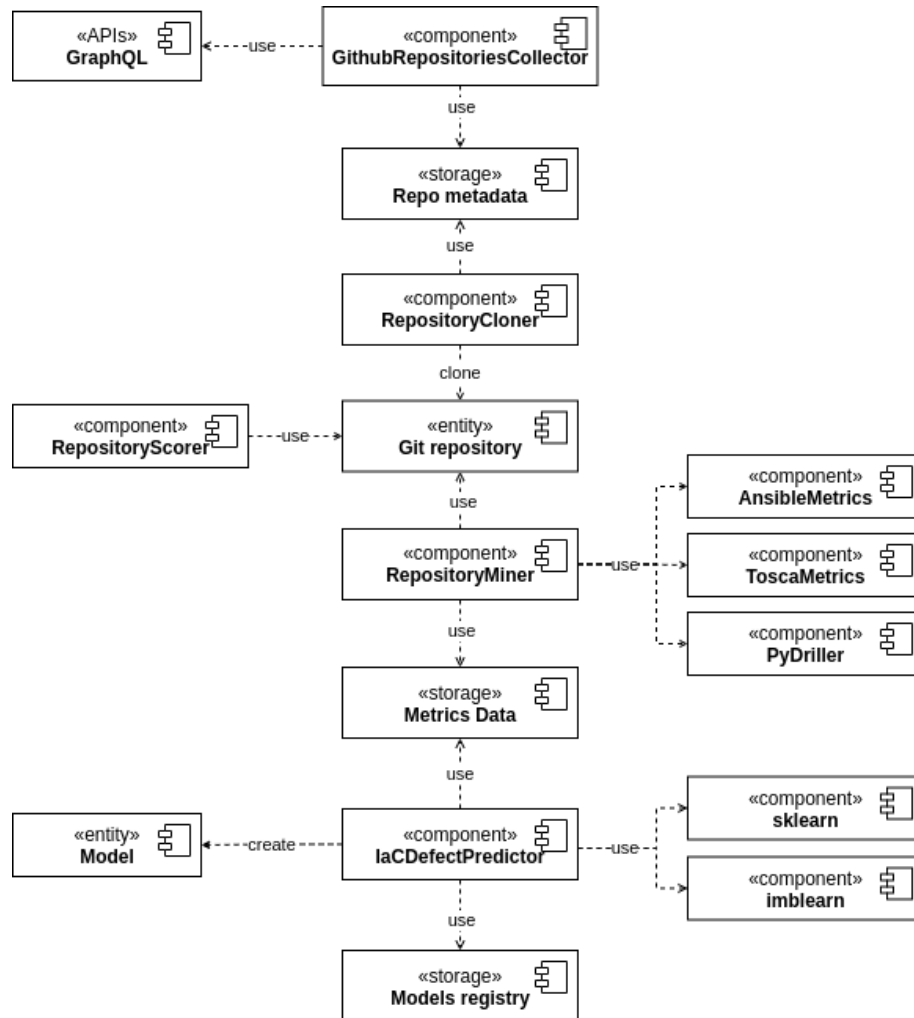 «APIs»
GraphQL
use
«component»
GithubRepositoriesCollector
use
«storage»
Repo metadata
use
«component»
RepositoryCloner
clone
«component»
RepositoryScorer
use
«entity»
Git repository
use
«component»
AnsibleMetrics
«component»
RepositoryMiner
use
«component»
ToscaMetrics
«component»
PyDriller
use
«storage»
Metrics Data
use
«component»
sklearn
«entity»
Model
create
«component»
IaCDefectPredictor
use
«component»
imblearn
use
«storage»
Models registry